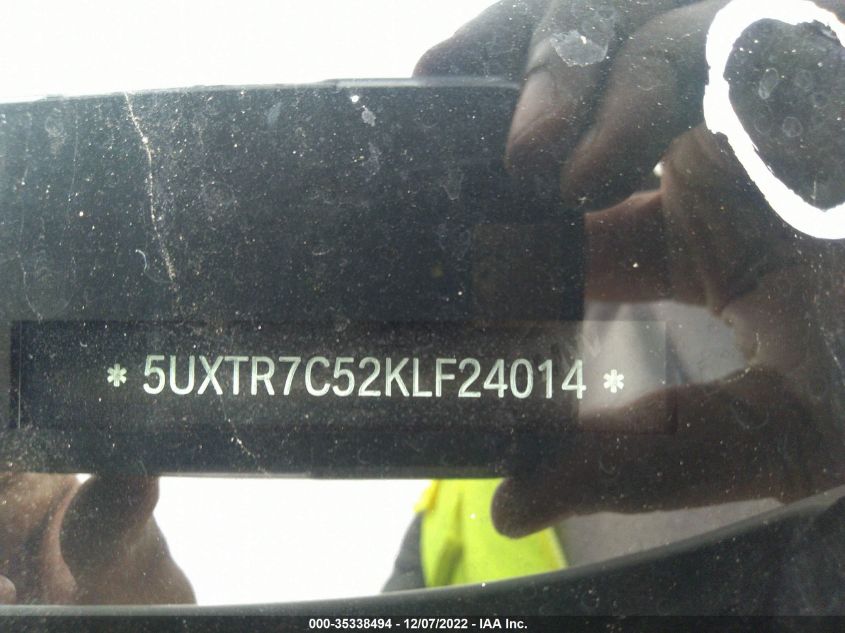 * 5UXTR7C52KLF24014 *
000-35338494 - 12/07/2022 - IAA Inc.